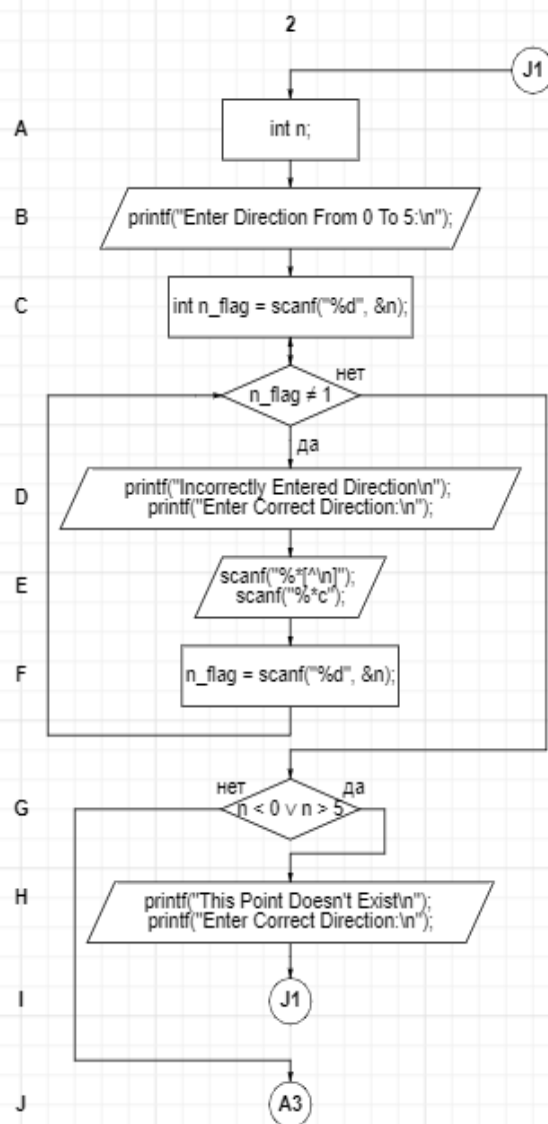 2
J1
A
int n;
B
printf("Enter Direction From 0 To 5:\n");
C
int n_flag = scanf("%d", &n);
n_flag ≠ 1
нет
да
D
printf("Incorrectly Entered Direction\n");
printf("Enter Correct Direction:\n");
E
scanf("%*[^\n]");
scanf("%*c");
F
n_flag = scanf("%d", &n);
нет
да
G
n < 0 ∨ n > 5
H
printf("This Point Doesn't Exist\n");
printf("Enter Correct Direction:\n");
I
J1
J
A3